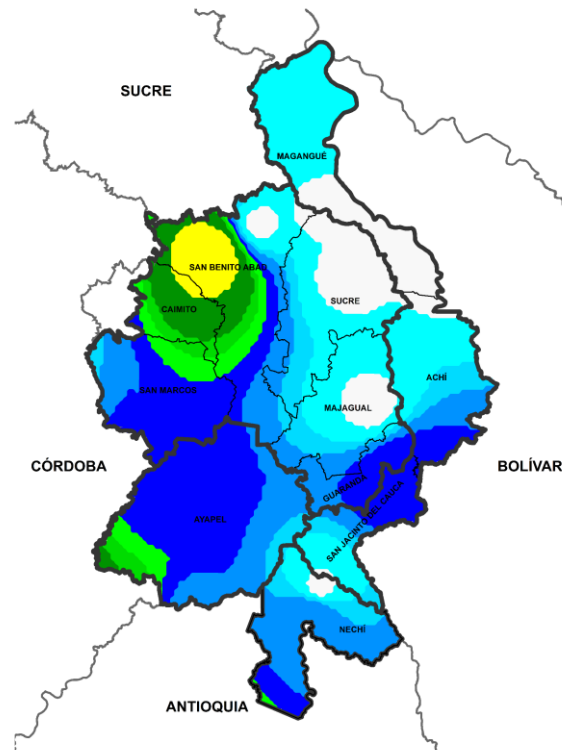 SUCRE
MAGANGUÉ
SAN BENITO ABAD
SUCRE
CAIMITO
ACHÍ
SAN MARCOS
MAJAGUAL
CÓRDOBA
BOLÍVAR
GUARANDA
AYAPEL
SAN JACINTO DEL CAUCA
NECHÍ
ANTIOQUIA